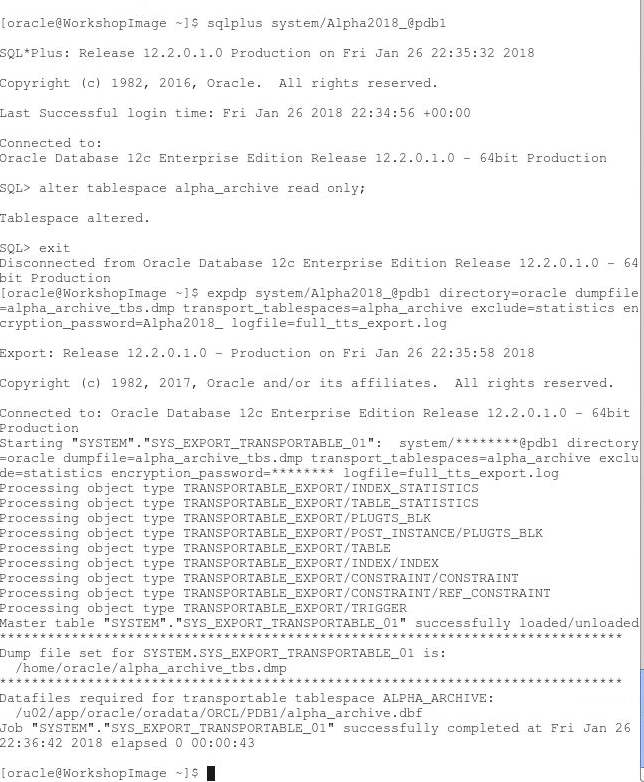 [oracle@WorkshopImage ~]$ sqlplus system/Alpha2018_@pdb1
SQL*Plus: Release 12.2.0.1.0 Production on Fri Jan 26 22:35:32 2018
Copyright (c) 1982, 2016, Oracle.  All rights reserved.
Last Successful login time: Fri Jan 26 2018 22:34:56 +00:00
Connected to:
Oracle Database 12c Enterprise Edition Release 12.2.0.1.0 - 64bit Production
SQL> alter tablespace alpha_archive read only;
Tablespace altered.
SQL> exit
Disconnected from Oracle Database 12c Enterprise Edition Release 12.2.0.1.0 - 64
bit Production
[oracle@WorkshopImage ~]$ expdp system/Alpha2018_@pdb1 directory=oracle dumpfile
=alpha_archive_tbs.dmp transport_tablespaces=alpha_archive exclude=statistics en
cryption_password=Alpha2018_ logfile=full_tts_export.log
Export: Release 12.2.0.1.0 - Production on Fri Jan 26 22:35:58 2018
Copyright (c) 1982, 2017, Oracle and/or its affiliates.  All rights reserved.
Connected to: Oracle Database 12c Enterprise Edition Release 12.2.0.1.0 - 64bit
Production
Starting "SYSTEM"."SYS_EXPORT_TRANSPORTABLE_01":  system/********@pdb1 directory
=oracle dumpfile=alpha_archive_tbs.dmp transport_tablespaces=alpha_archive exclu
de=statistics encryption_password=******** logfile=full_tts_export.log
Processing object type TRANSPORTABLE_EXPORT/INDEX_STATISTICS
Processing object type TRANSPORTABLE_EXPORT/TABLE_STATISTICS
Processing object type TRANSPORTABLE_EXPORT/PLUGTS_BLK
Processing object type TRANSPORTABLE_EXPORT/POST_INSTANCE/PLUGTS_BLK
Processing object type TRANSPORTABLE_EXPORT/TABLE
Processing object type TRANSPORTABLE_EXPORT/INDEX/INDEX
Processing object type TRANSPORTABLE_EXPORT/CONSTRAINT/CONSTRAINT
Processing object type TRANSPORTABLE_EXPORT/CONSTRAINT/REF_CONSTRAINT
Processing object type TRANSPORTABLE_EXPORT/TRIGGER
Master table "SYSTEM"."SYS_EXPORT_TRANSPORTABLE_01" successfully loaded/unloaded
******************************************************************************
Dump file set for SYSTEM.SYS_EXPORT_TRANSPORTABLE_01 is:
  /home/oracle/alpha_archive_tbs.dmp
******************************************************************************
Datafiles required for transportable tablespace ALPHA_ARCHIVE:
  /u02/app/oracle/oradata/ORCL/PDB1/alpha_archive.dbf
Job "SYSTEM"."SYS_EXPORT_TRANSPORTABLE_01" successfully completed at Fri Jan 26
22:36:42 2018 elapsed 0 00:00:43
[oracle@WorkshopImage ~]$